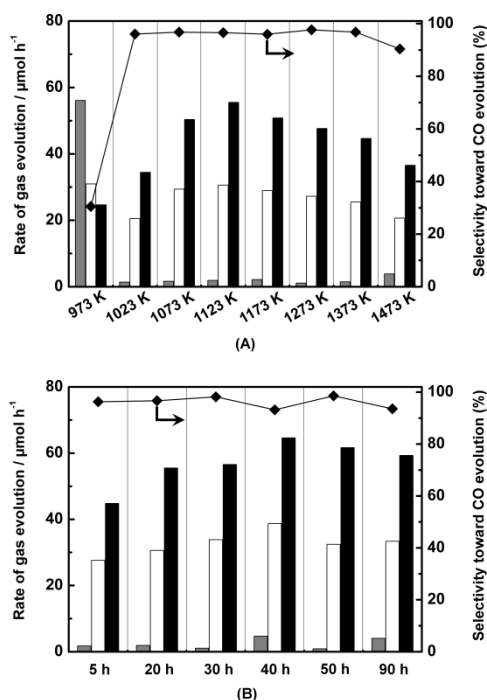 80
60
40
20
0
100
80
60
40
20
0
Rate of gas evolution / μmol h⁻¹
Selectivity toward CO evolution (%)
973 K
1023 K
1073 K
1123 K
1173 K
1273 K
1373 K
1473 K
(A)
80
60
40
20
0
100
80
60
40
20
0
Rate of gas evolution / μmol h⁻¹
Selectivity toward CO evolution (%)
5 h
20 h
30 h
40 h
50 h
90 h
(B)